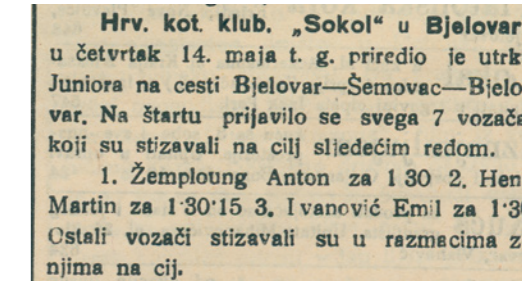 Hrv. kot. klub. „Sokol“ u Bjelovar
u četvrtak 14. maja t. g. priredio je utrk
Juniora na cesti Bjelovar—Šemovac—Bjelo
var. Na štartu prijavilo se svega 7 vozača
koji su stizavali na cilj sljedećim redom.
1. Žemploung Anton za 1 30 2. Hen
Martin za 1·30·15 3. Ivanović Emil za 1·30
Ostali vozači stizavali su u razmacima z
njima na cij.